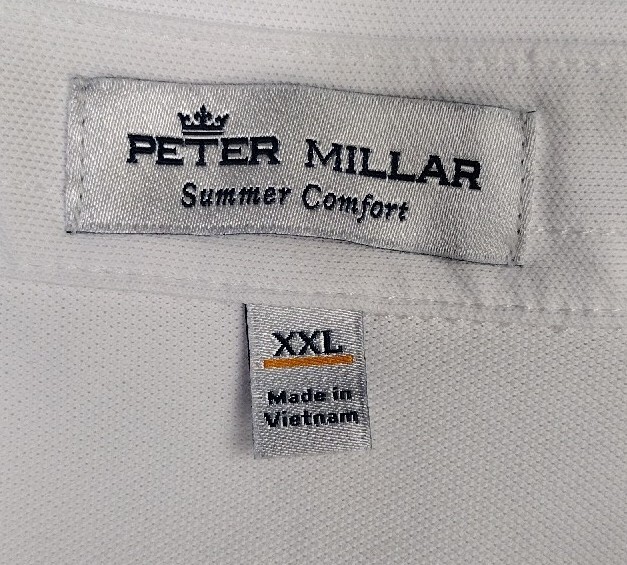 PETER MILLAR
Summer Comfort
XXL
Made in
Vietnam